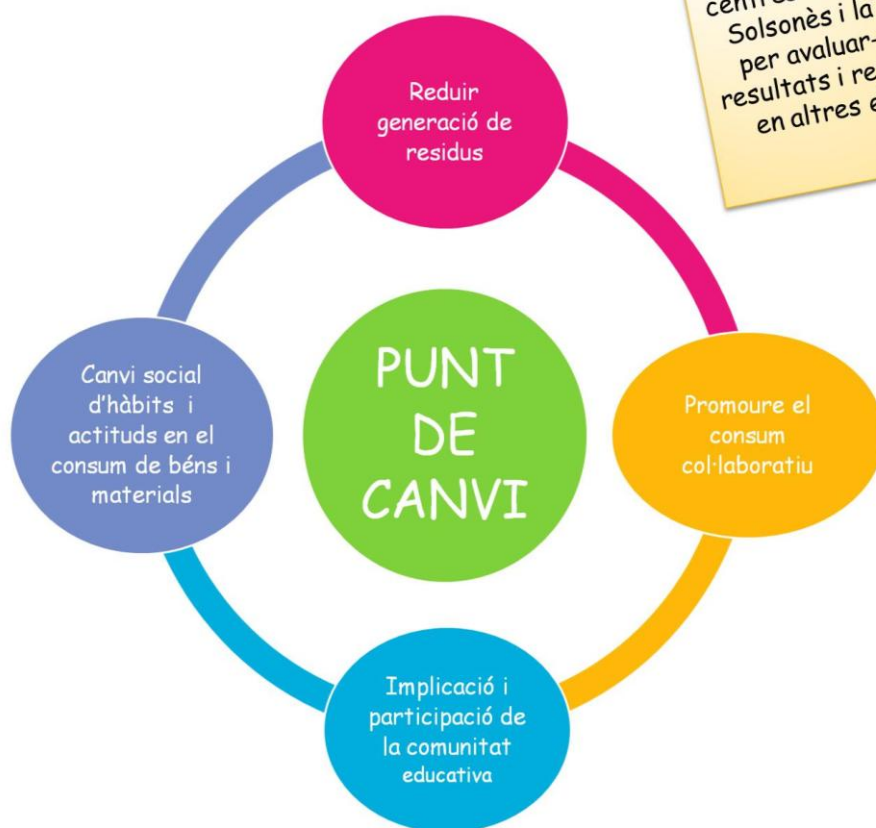 Solsonès i la
per avaluar-
resultats i re
en altres e
Reduir
generació de
residus
Canvi social
d'hàbits i
actituds en el
consum de béns i
materials
PUNT
DE
CANVI
Promoure el
consum
col·laboratiu
Implicació i
participació de
la comunitat
educativa